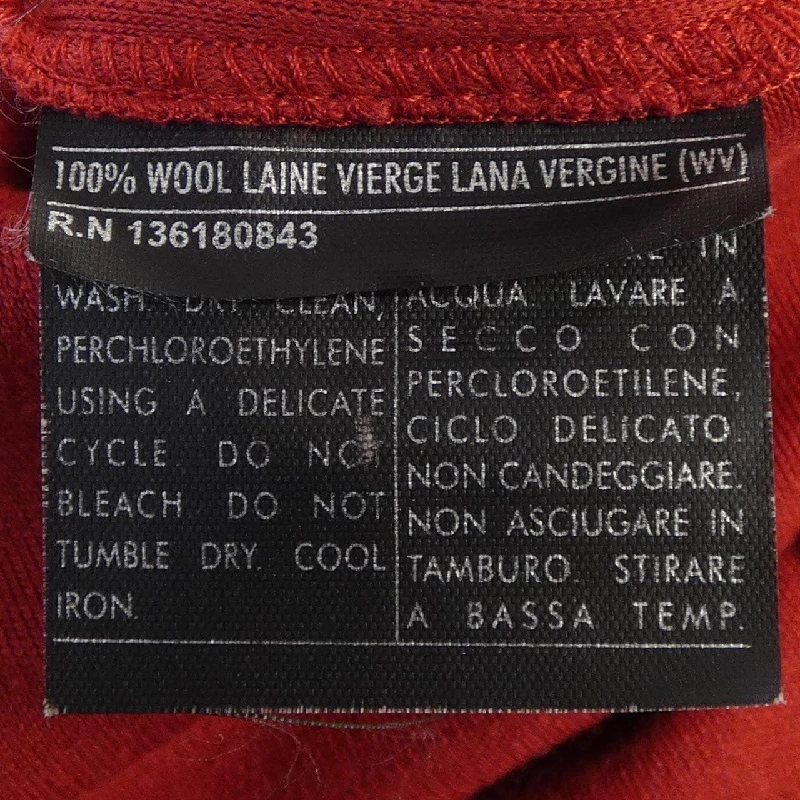 100% WOOL LAINE VIERGE LANA VERGINE (WV)
R.N 136180843
WASH. DRY CLEAN,
PERCHLOROETHYLENE
USING A DELICATE
CYCLE. DO NOT
BLEACH DO NOT
TUMBLE DRY. COOL
IRON.
IN
ACQUA. LAVARE A
SECCO CON
PERCLOROETILENE,
CICLO DELICATO.
NON CANDEGGIARE.
NON ASCIUGARE IN
TAMBURO. STIRARE
A BASSA TEMP.